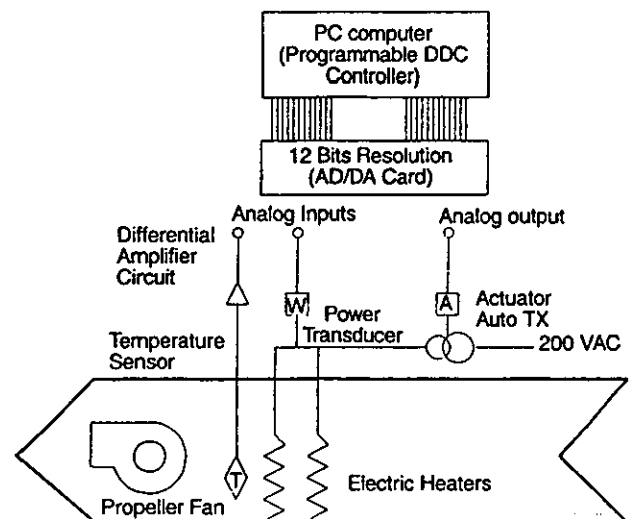 PC computer
(Programmable DDC
Controller)
12 Bits Resolution
(AD/DA Card)
Analog Inputs
Analog output
Differential
Amplifier
Circuit
W
A
Actuator
Auto TX
Power
Transducer
200 VAC
Temperature
Sensor
T
Electric Heaters
Propeller Fan